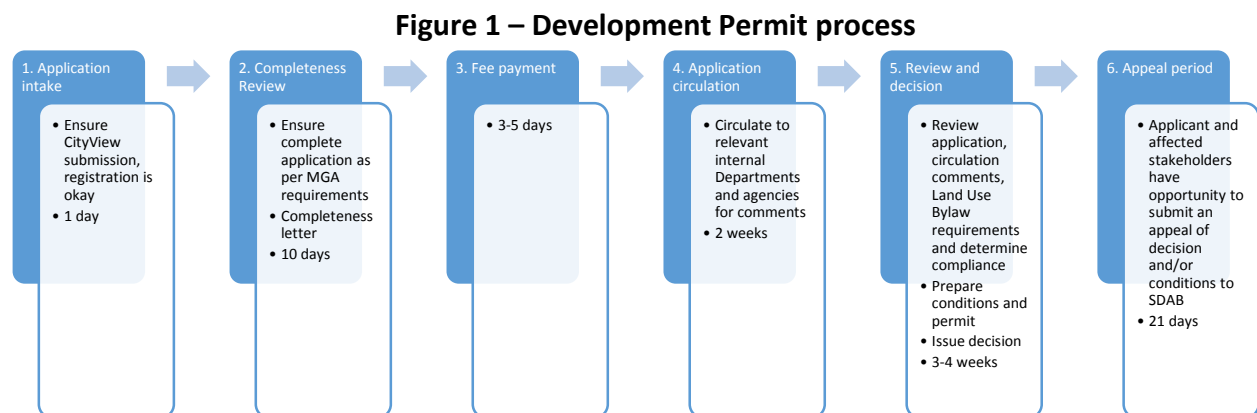 Figure 1 – Development Permit process
1. Application
intake
• Ensure
CityView
submission,
registration is
okay
• 1 day
2. Completeness
Review
• Ensure
complete
application as
per MGA
requirements
• Completeness
letter
• 10 days
3. Fee payment
• 3-5 days
4. Application
circulation
• Circulate to
relevant
internal
Departments
and agencies
for comments
• 2 weeks
5. Review and
decision
• Review
application,
circulation
comments,
Land Use
Bylaw
requirements
and determine
compliance
• Prepare
conditions and
permit
• Issue decision
• 3-4 weeks
6. Appeal period
• Applicant and
affected
stakeholders
have
opportunity to
submit an
appeal of
decision
and/or
conditions to
SDAB
• 21 days